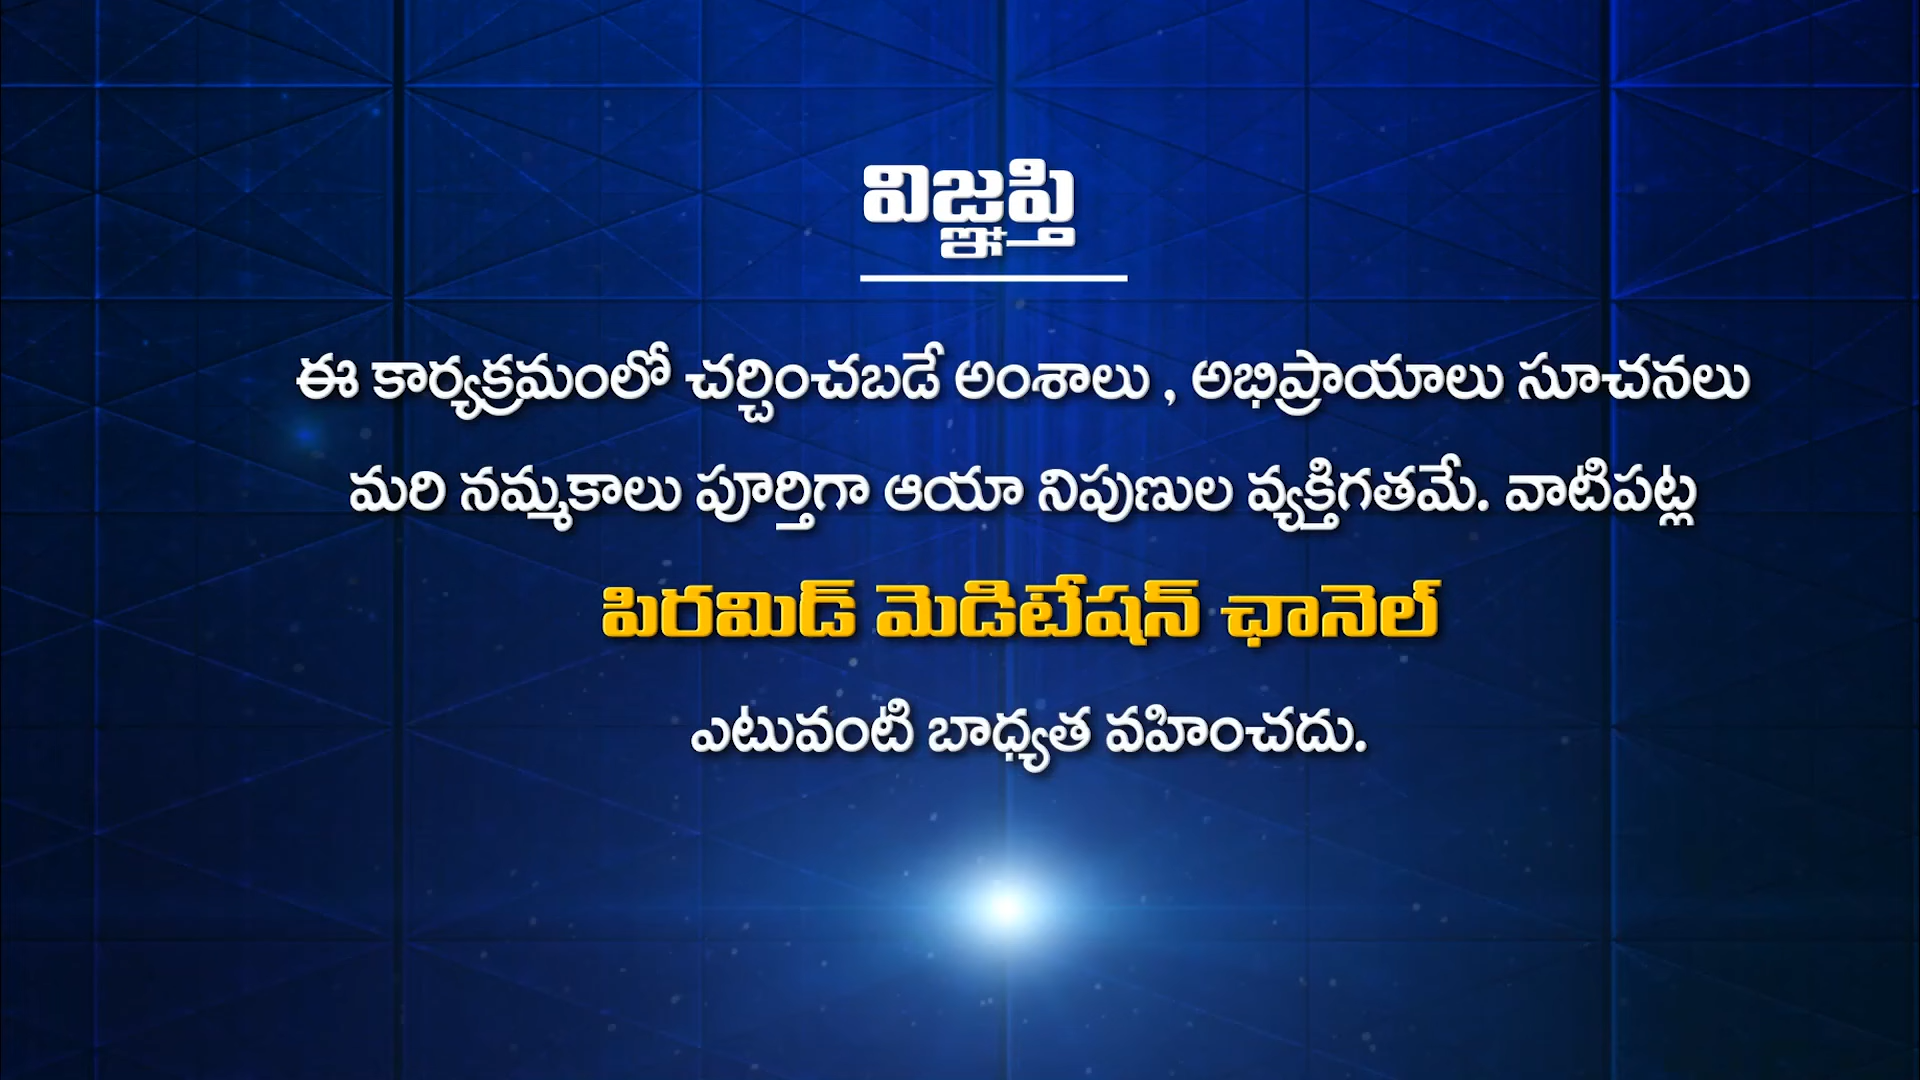 విజ్ఞప్తి
ఈ కార్యక్రమంలో చర్చించబడే అంశాలు , అభిప్రాయాలు సూచనలు
మరి నమ్మకాలు పూర్తిగా ఆయా నిపుణుల వ్యక్తిగతమే. వాటిపట్ల
పిరమిడ్ మెడిటేషన్ ఛానెల్
ఎటువంటి బాధ్యత వహించదు.